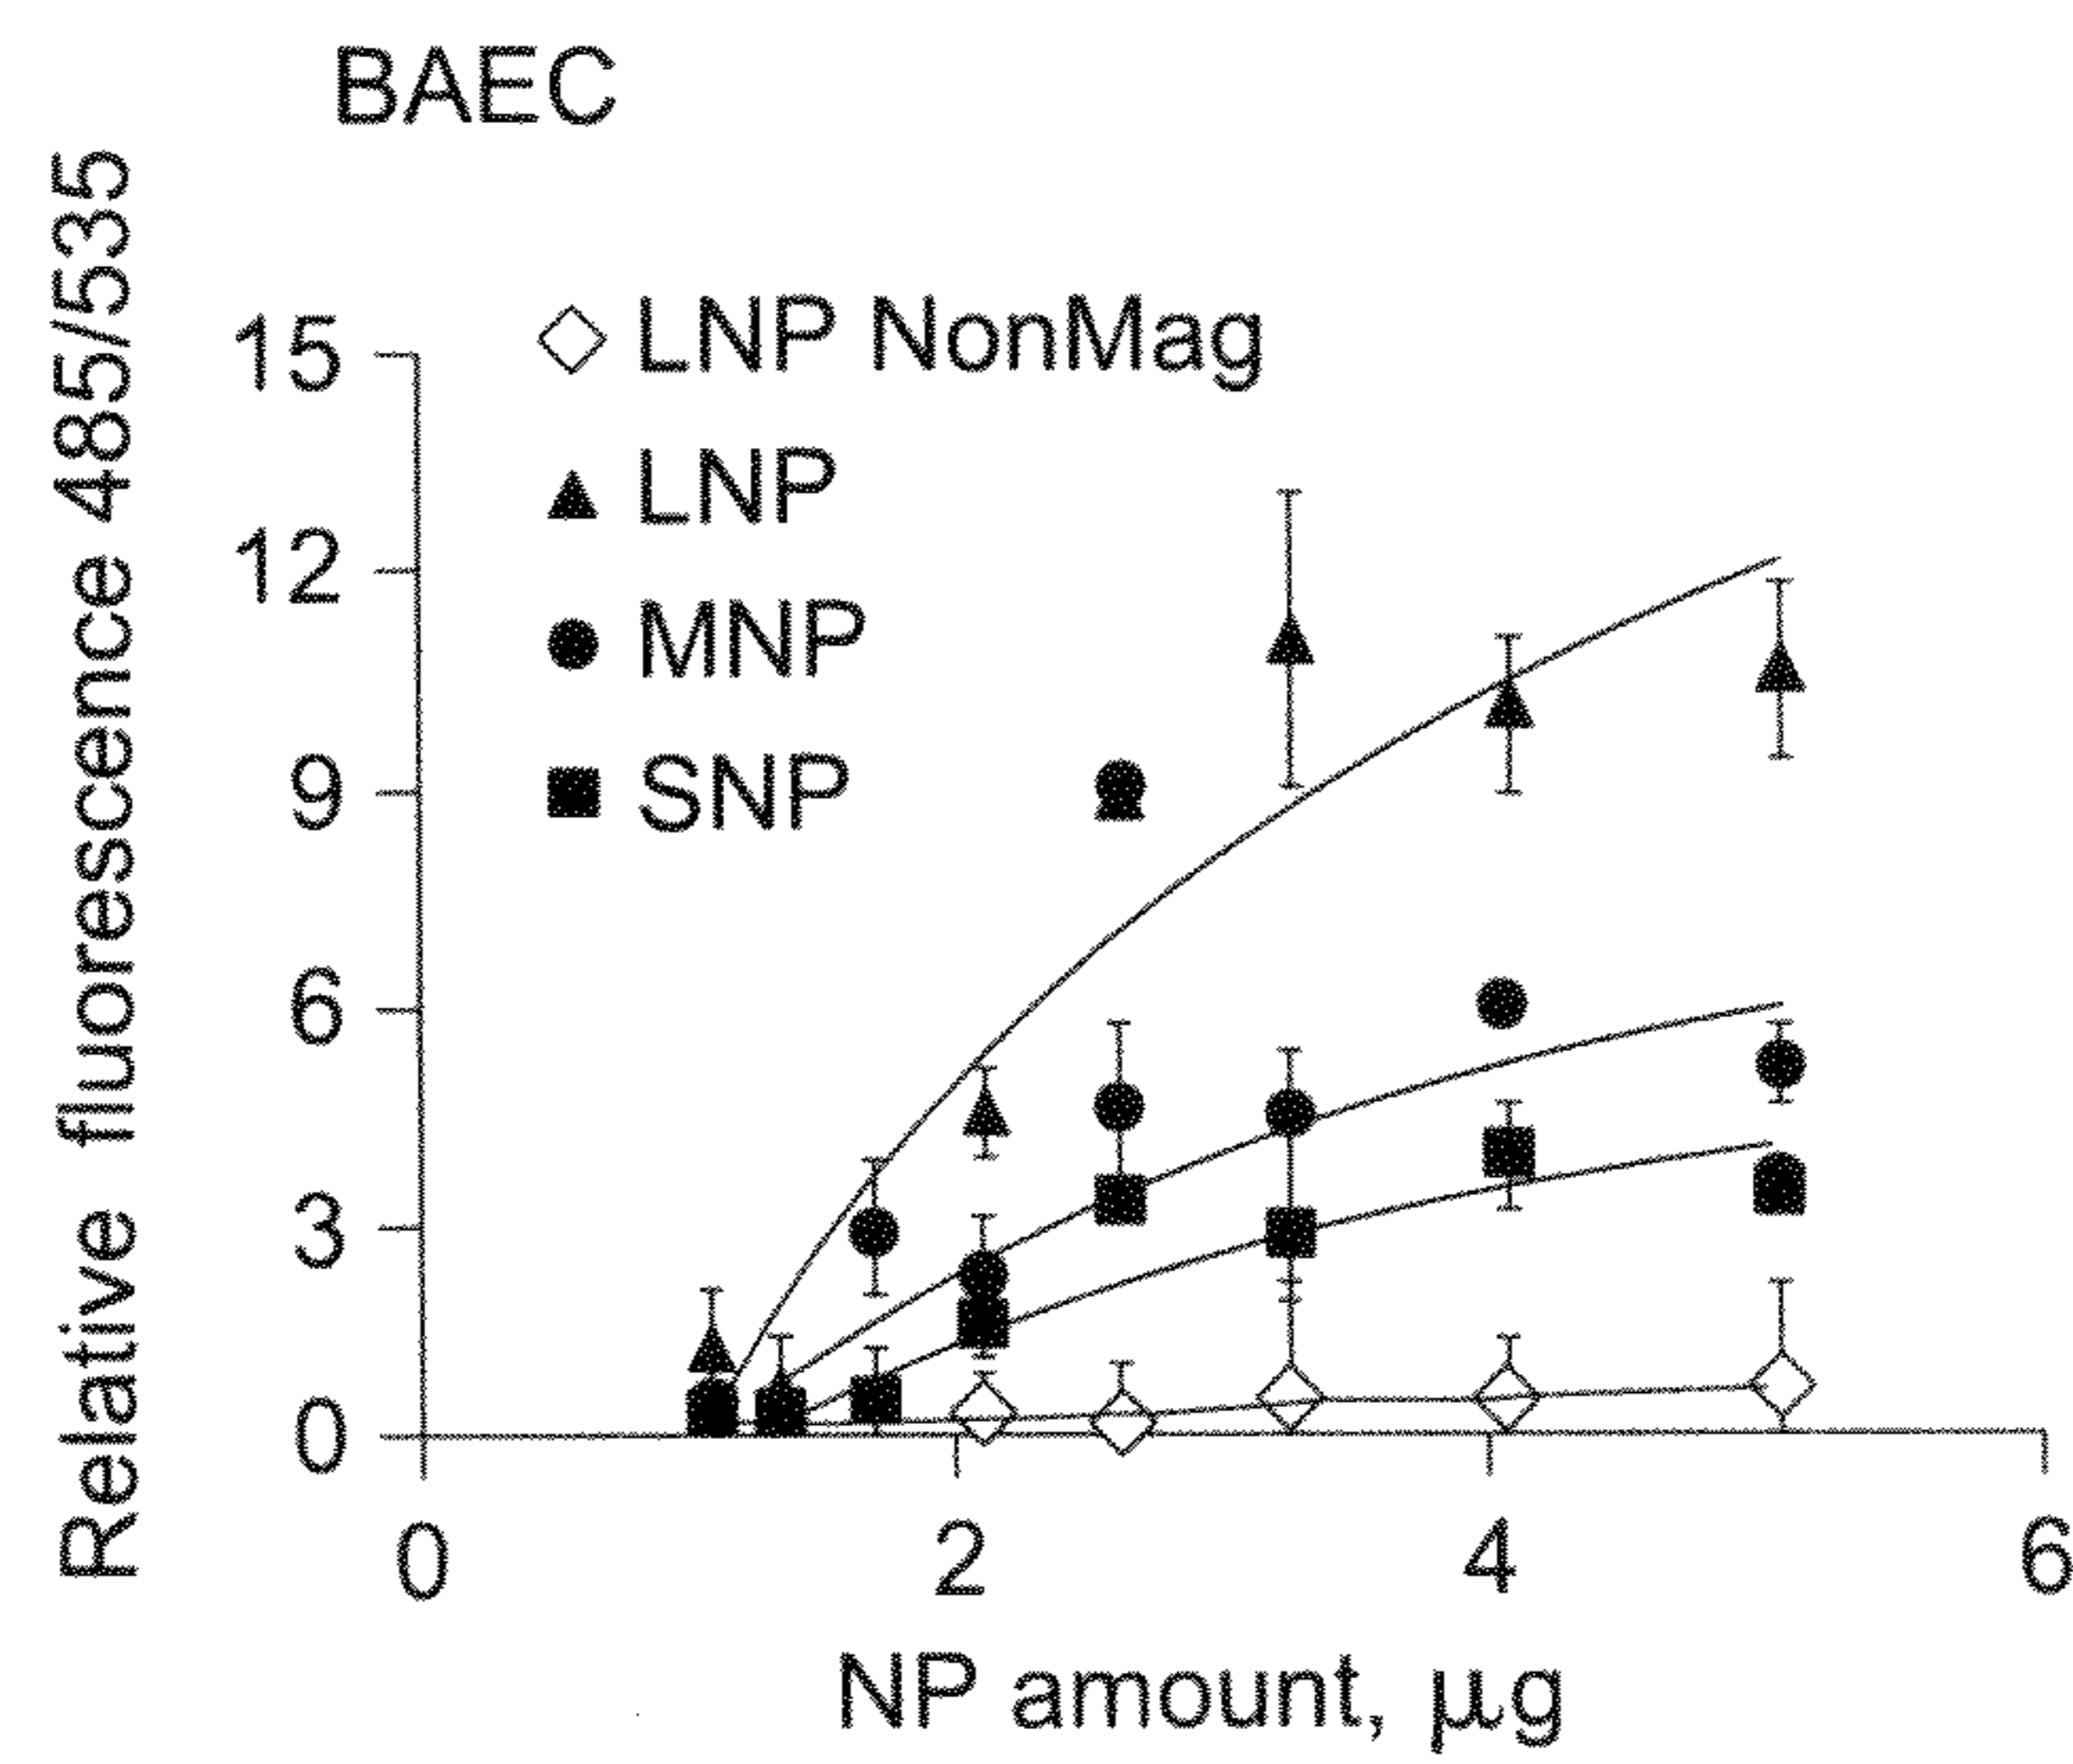 BAEC
Relative fluorescence 485/535
15
12
9
6
3
0
LNP NonMag
LNP
MNP
SNP
0 2 4 6
NP amount, μg